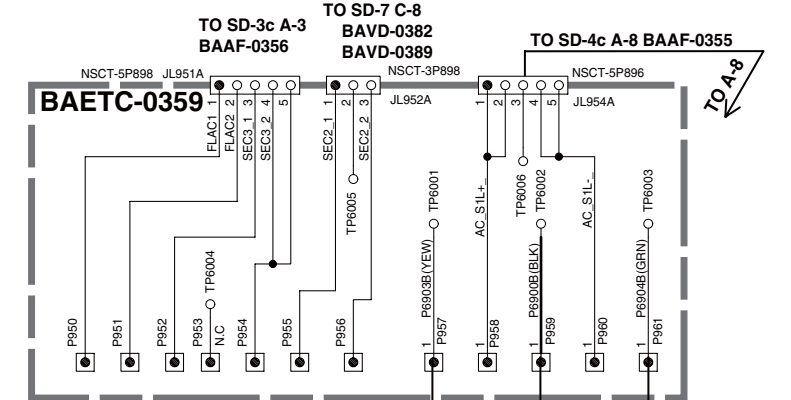 TO SD-3c A-3
BAAF-0356
TO SD-7 C-8
BAVD-0382
BAVD-0389
TO SD-4c A-8 BAAF-0355
TO A-8
NSCT-5P898 JL951A
NSCT-3P898
JL952A
NSCT-5P896
JL954A
BAETC-0359
1 2 3 4 5
1 2 3
1 2 3 4 5
FLAC1
FLAC2
SEC3_1
SEC3_2
SEC2_1
SEC2_2
AC_S1L+_
AC_S1L-_
TP6004
N.C
TP6005
TP6001
TP6006
TP6002
TP6003
P6903B(YEW)
P6900B(BLK)
P6904B(GRN)
P950
P951
P952
P953
P954
P955
P956
1 P957
1 P958
1 P959
1 P960
1 P961